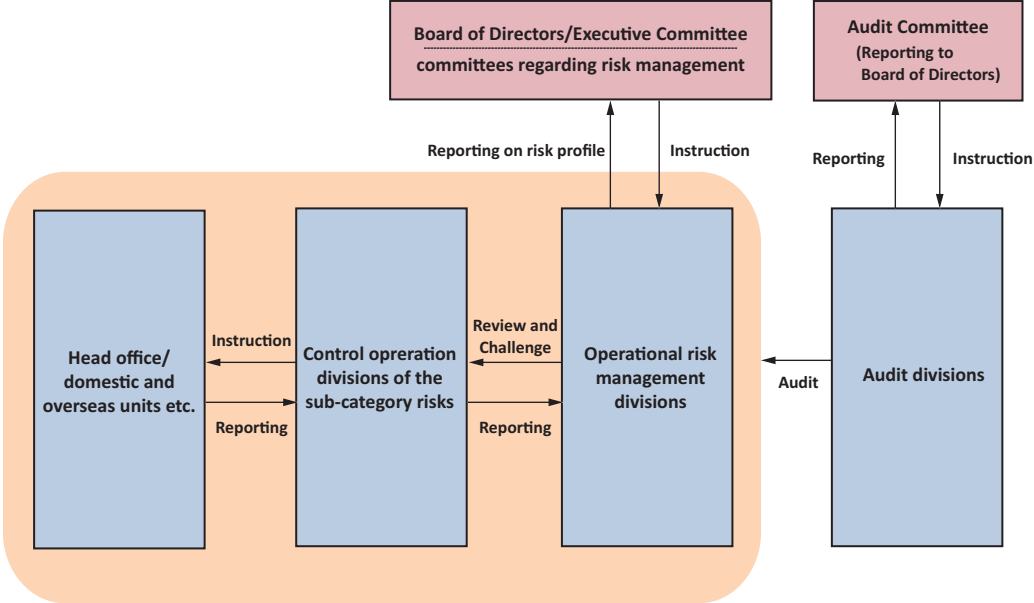 Board of Directors/Executive Committee
committees regarding risk management
Audit Committee
(Reporting to
Board of Directors)
Reporting on risk profile
Instruction
Reporting
Instruction
Head office/
domestic and
overseas units etc.
Instruction
Reporting
Control opreration
divisions of the
sub-category risks
Review and
Challenge
Reporting
Operational risk
management
divisions
Audit
Audit divisions